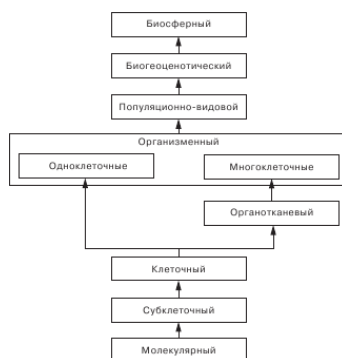 Биосферный
Биогеоценотический
Популяционно-видовой
Организменный
Одноклеточные
Многоклеточные
Органотканевый
Клеточный
Субклеточный
Молекулярный